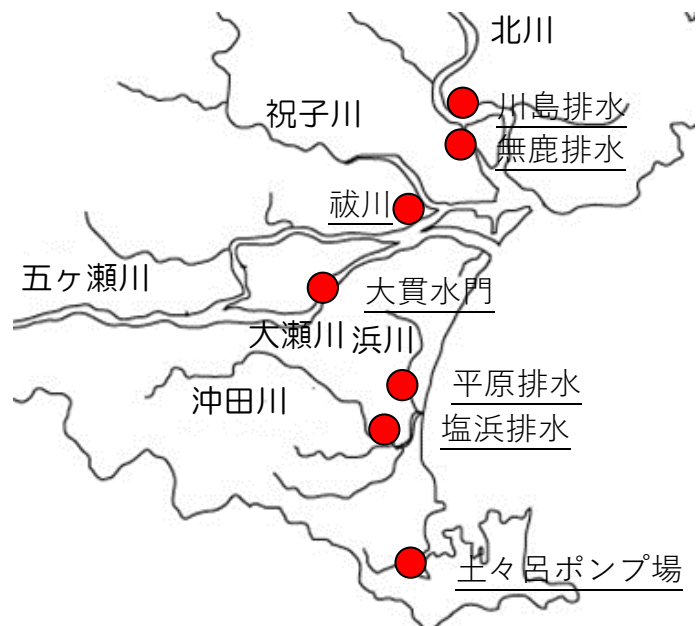 北川
川島排水
祝子川
無鹿排水
祓川
五ヶ瀬川
大貫水門
大瀬川
浜川
平原排水
沖田川
塩浜排水
土々呂ポンプ場